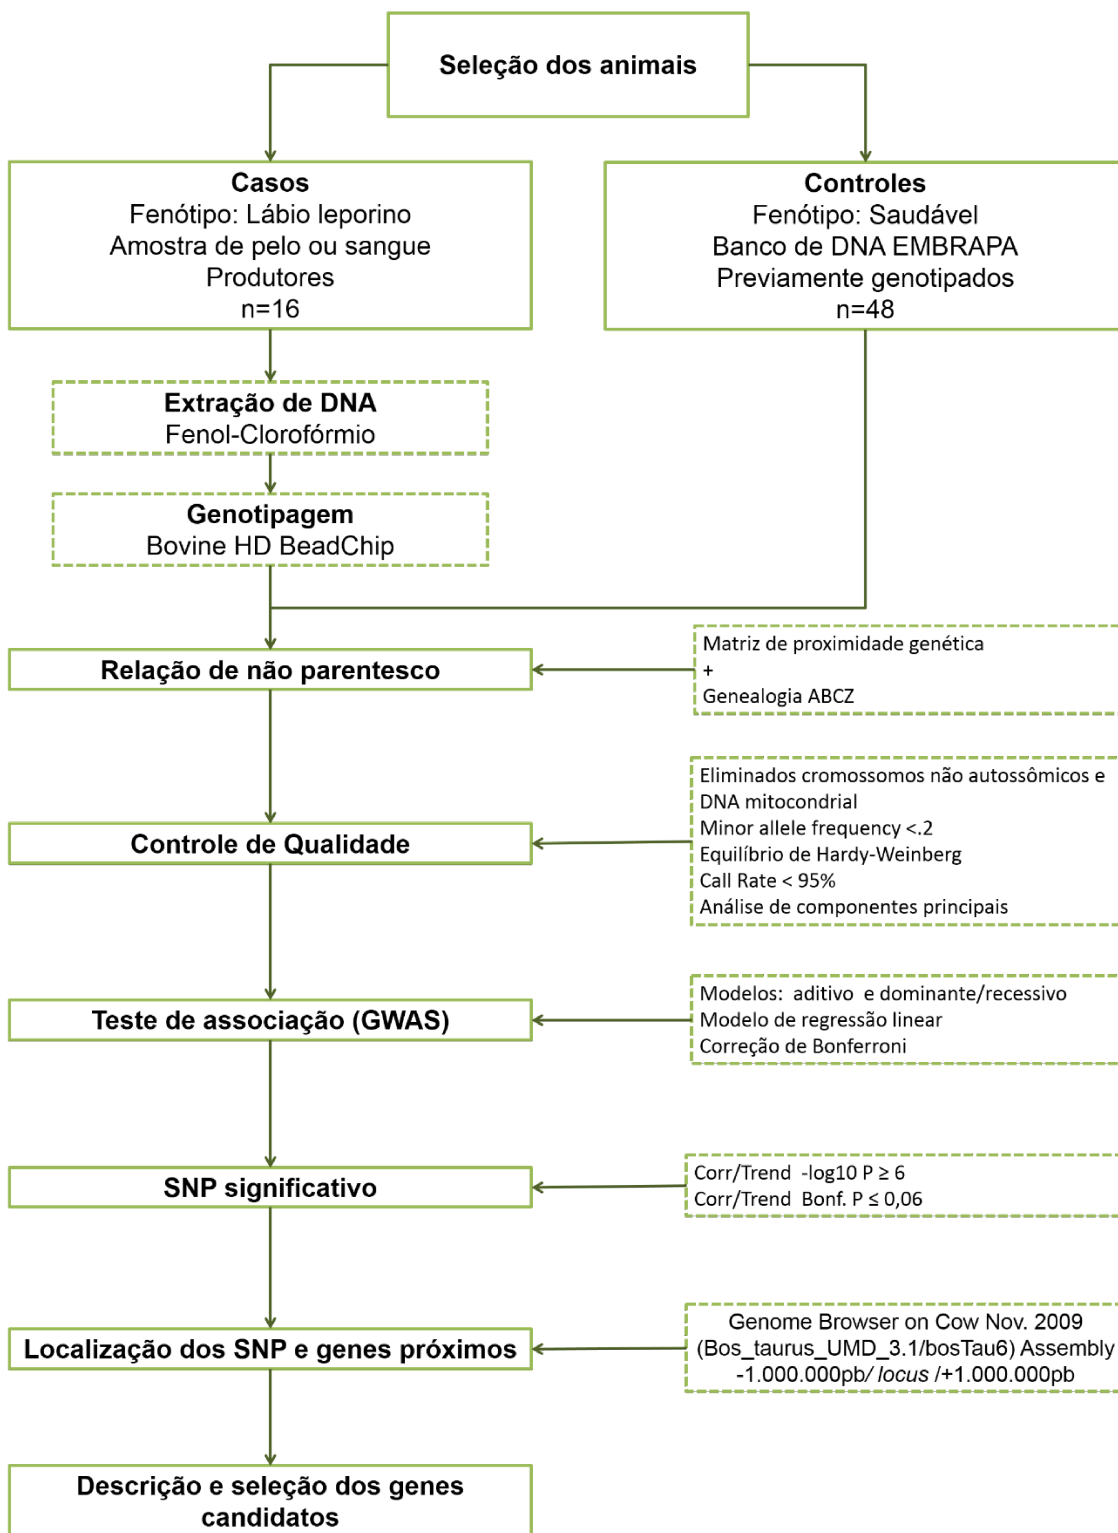 Seleção dos animais
Casos
Fenótipo: Lábio leporino
Amostra de pelo ou sangue
Produtores
n=16
Controles
Fenótipo: Saudável
Banco de DNA EMBRAPA
Previamente genotipados
n=48
Extração de DNA
Fenol-Clorofórmio
Genotipagem
Bovine HD BeadChip
Relação de não parentesco
Matriz de proximidade genética
+
Genealogia ABCZ
Controle de Qualidade
Eliminados cromossomos não autossômicos e
DNA mitocondrial
Minor allele frequency <.2
Equilíbrio de Hardy-Weinberg
Call Rate < 95%
Análise de componentes principais
Teste de associação (GWAS)
Modelos:  aditivo  e dominante/recessivo
Modelo de regressão linear
Correção de Bonferroni
SNP significativo
Corr/Trend  -log10 P ≥ 6
Corr/Trend  Bonf. P ≤ 0,06
Localização dos SNP e genes próximos
Genome Browser on Cow Nov. 2009
(Bos_taurus_UMD_3.1/bosTau6) Assembly
-1.000.000pb/ locus /+1.000.000pb
Descrição e seleção dos genes
candidatos